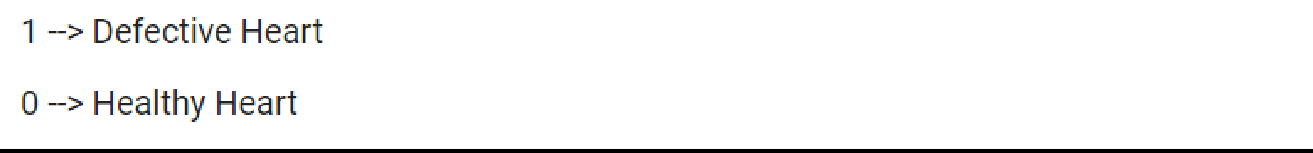 1 --> Defective Heart
0 --> Healthy Heart